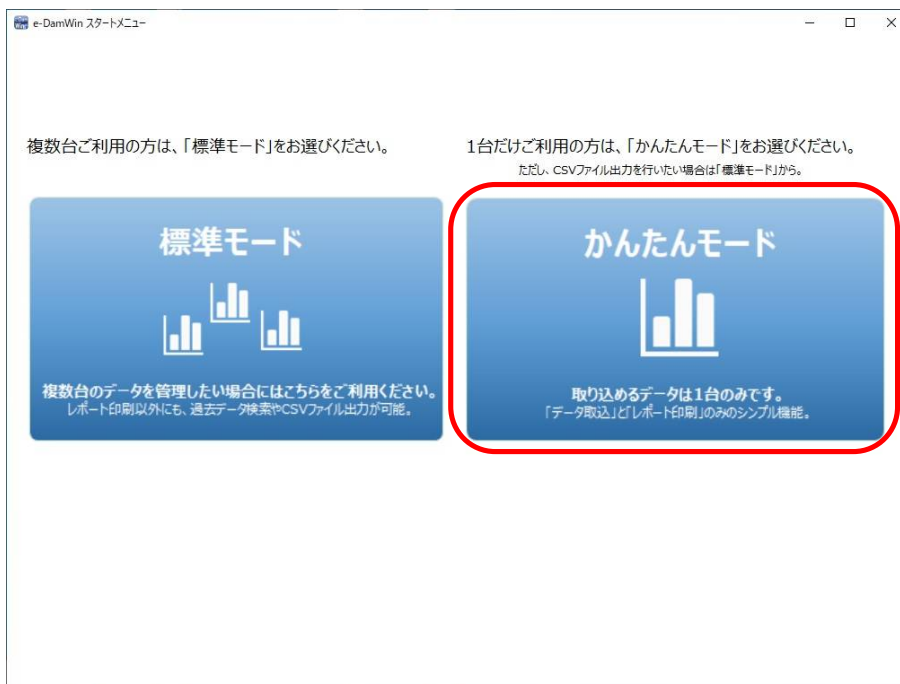 e-DamWin スタートメニュー
複数台ご利用の方は、「標準モード」をお選びください。
1台だけご利用の方は、「かんたんモード」をお選びください。
ただし、CSVファイル出力を行いたい場合は「標準モード」から。
標準モード
複数台のデータを管理したい場合にはこちらをご利用ください。
レポート印刷以外にも、過去データ検索やCSVファイル出力が可能。
かんたんモード
取り込めるデータは1台のみです。
「データ取込」と「レポート印刷」のみのシンプル機能。